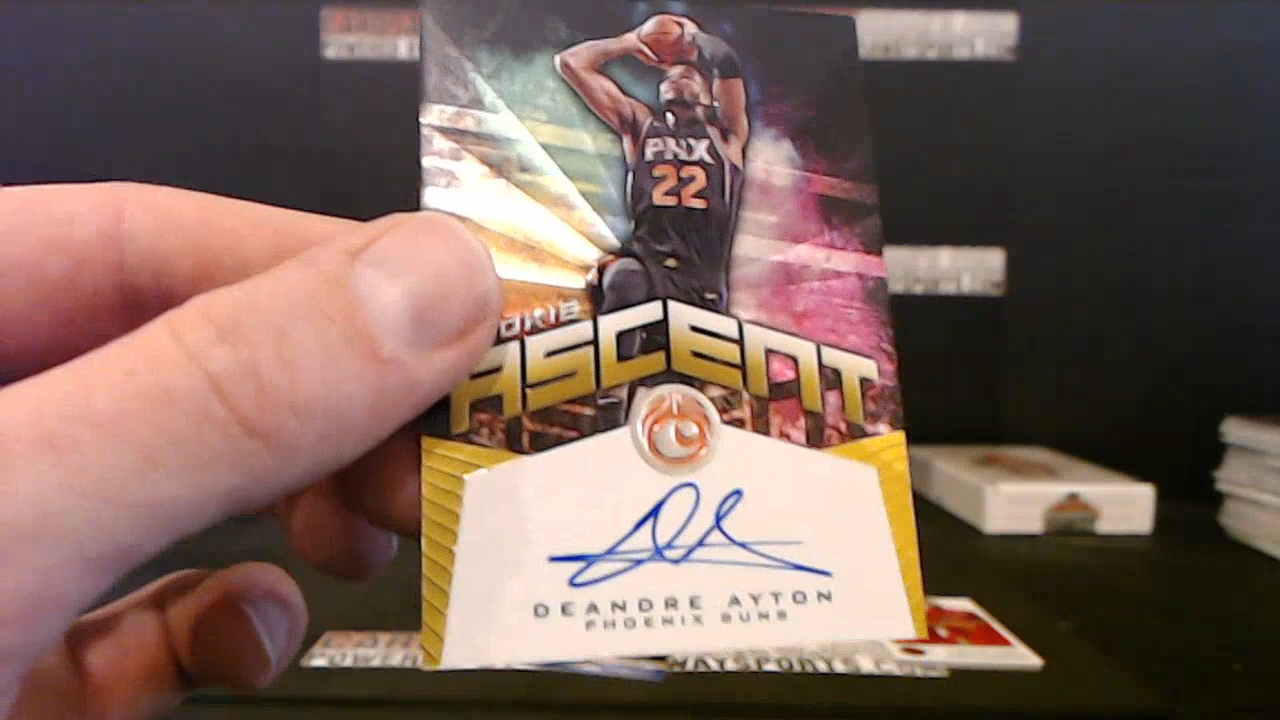 PHX
22
ASCENT
DEANDRE AYTON
PHOENIX SUNS